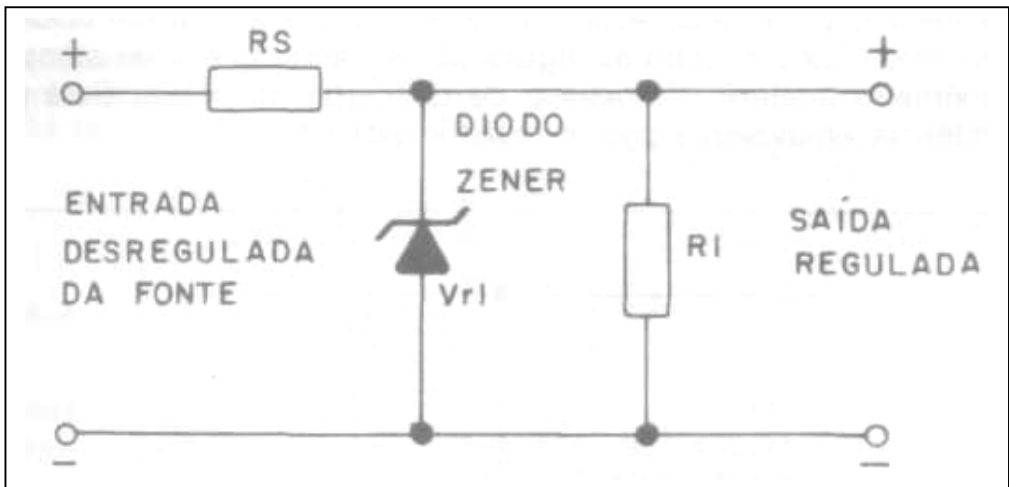 +
RS
+
DIODO
ZENER
ENTRADA
DESREGULADA
DA FONTE
Vr1
R1
SAÍDA
REGULADA
−
−